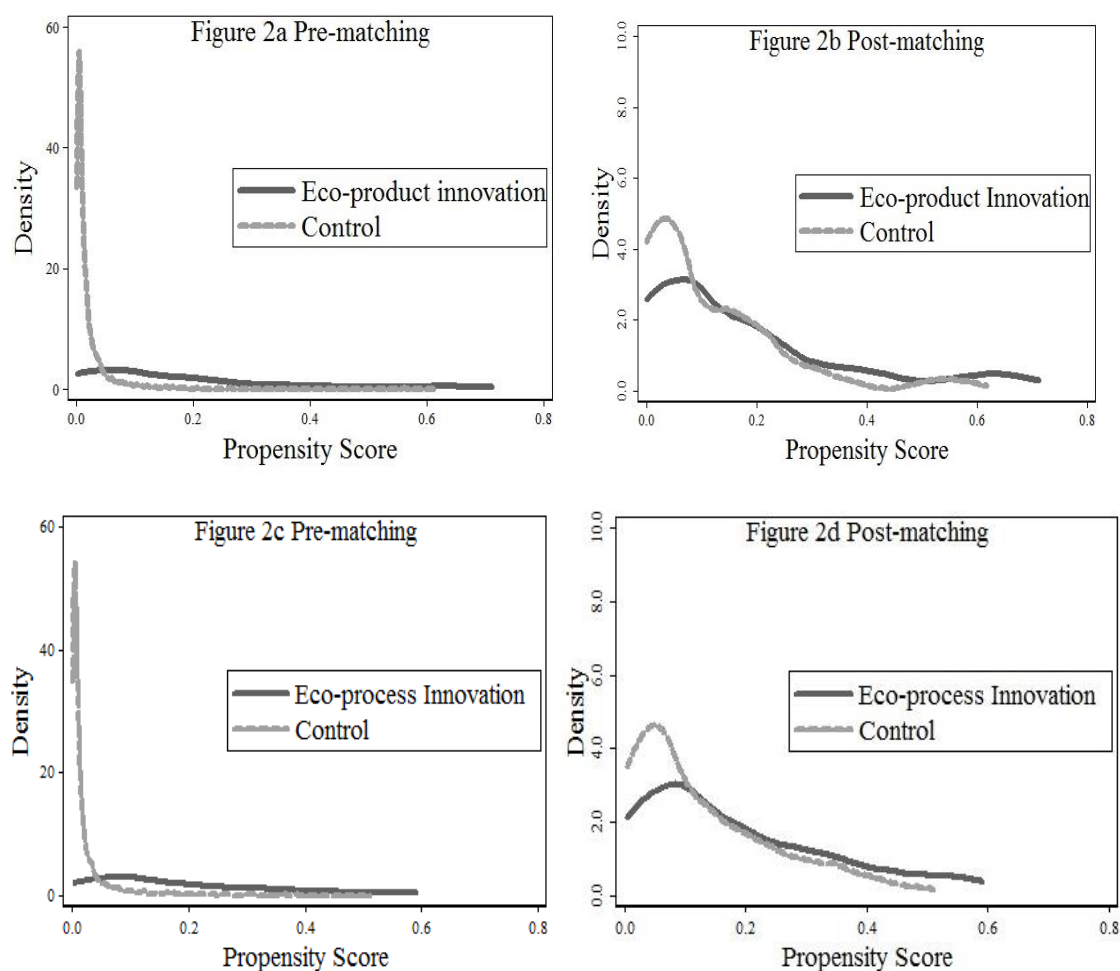 Figure 2a Pre-matching
60
40
20
0
Density
Eco-product innovation
Control
0.0 0.2 0.4 0.6 0.8
Propensity Score
Figure 2b Post-matching
10.0
8.0
6.0
4.0
2.0
0.0
Density
Eco-product Innovation
Control
0.0 0.2 0.4 0.6 0.8
Propensity Score
Figure 2c Pre-matching
60
40
20
0
Density
Eco-process Innovation
Control
0.0 0.2 0.4 0.6 0.8
Propensity Score
Figure 2d Post-matching
10.0
8.0
6.0
4.0
2.0
0.0
Density
Eco-process Innovation
Control
0.0 0.2 0.4 0.6 0.8
Propensity Score